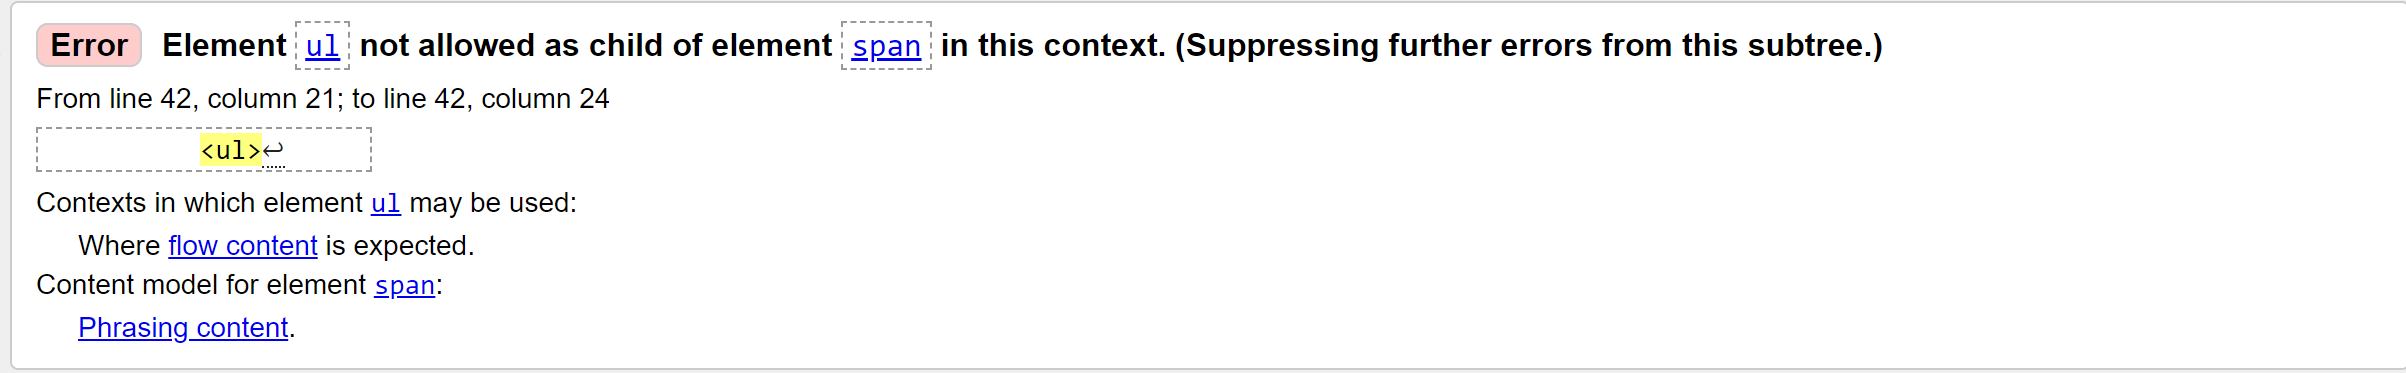 Error Element ul not allowed as child of element span in this context. (Suppressing further errors from this subtree.)
From line 42, column 21; to line 42, column 24
<ul>↩
Contexts in which element ul may be used:
Where flow content is expected.
Content model for element span:
Phrasing content.